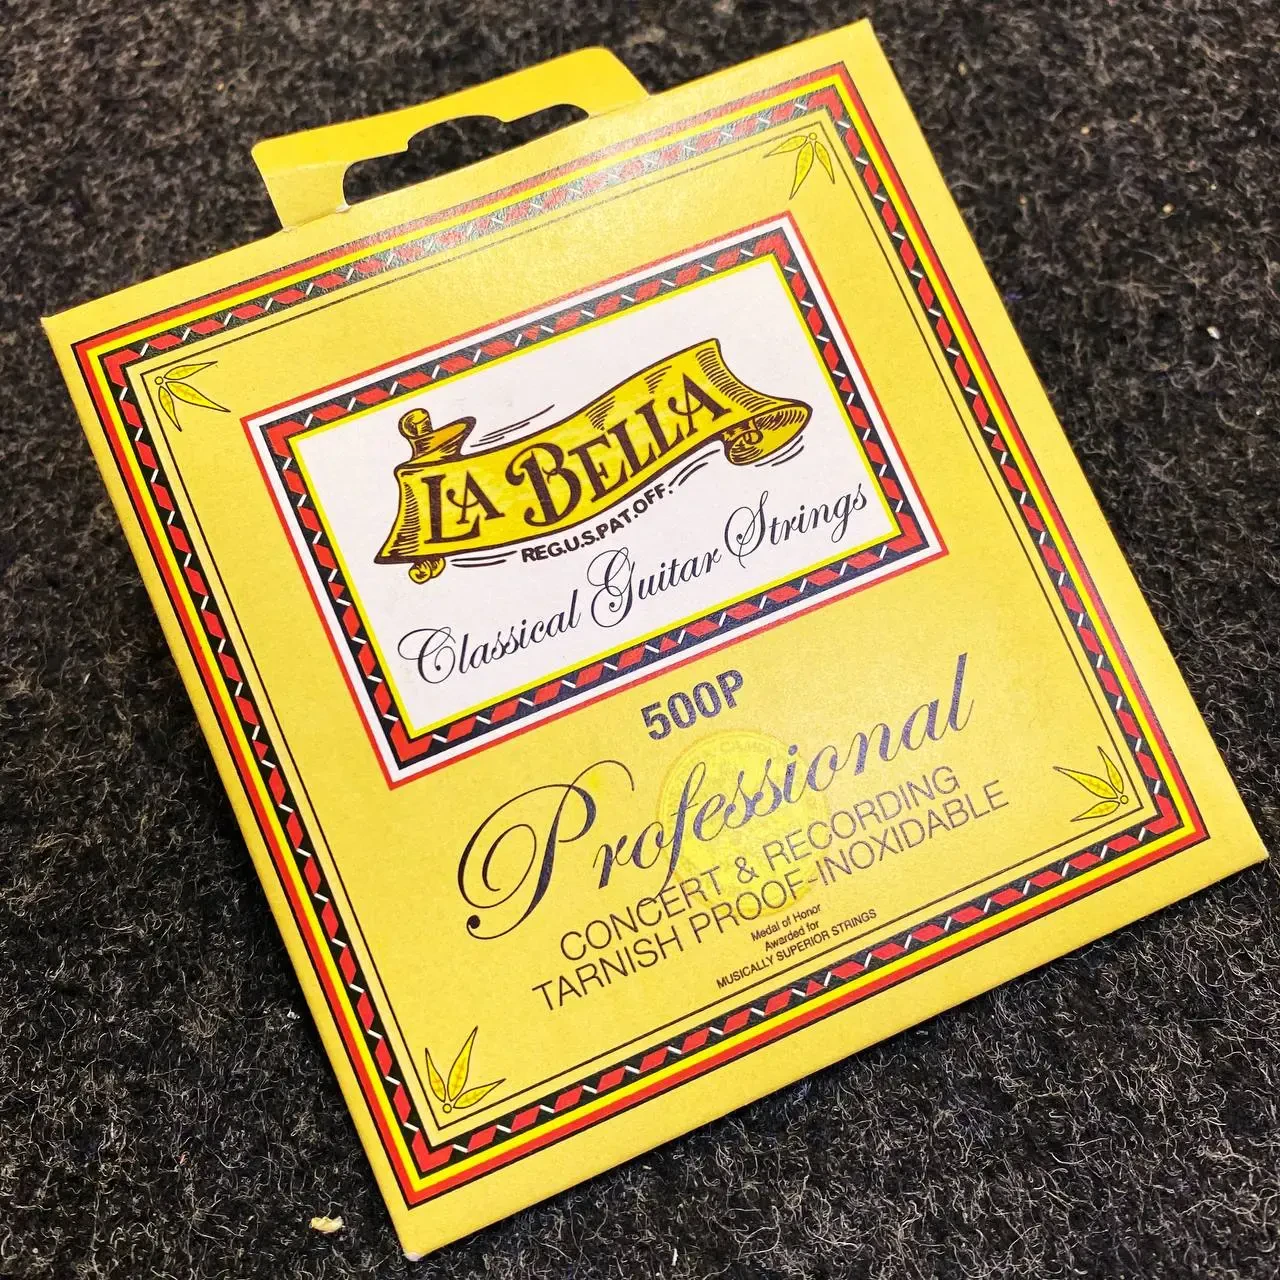 LA BELLA
REG.U.S.PAT.OFF.
Classical Guitar Strings
500P
Professional
CONCERT & RECORDING
TARNISH PROOF-INOXIDABLE
Medal of Honor
Awarded for
MUSICALLY SUPERIOR STRINGS